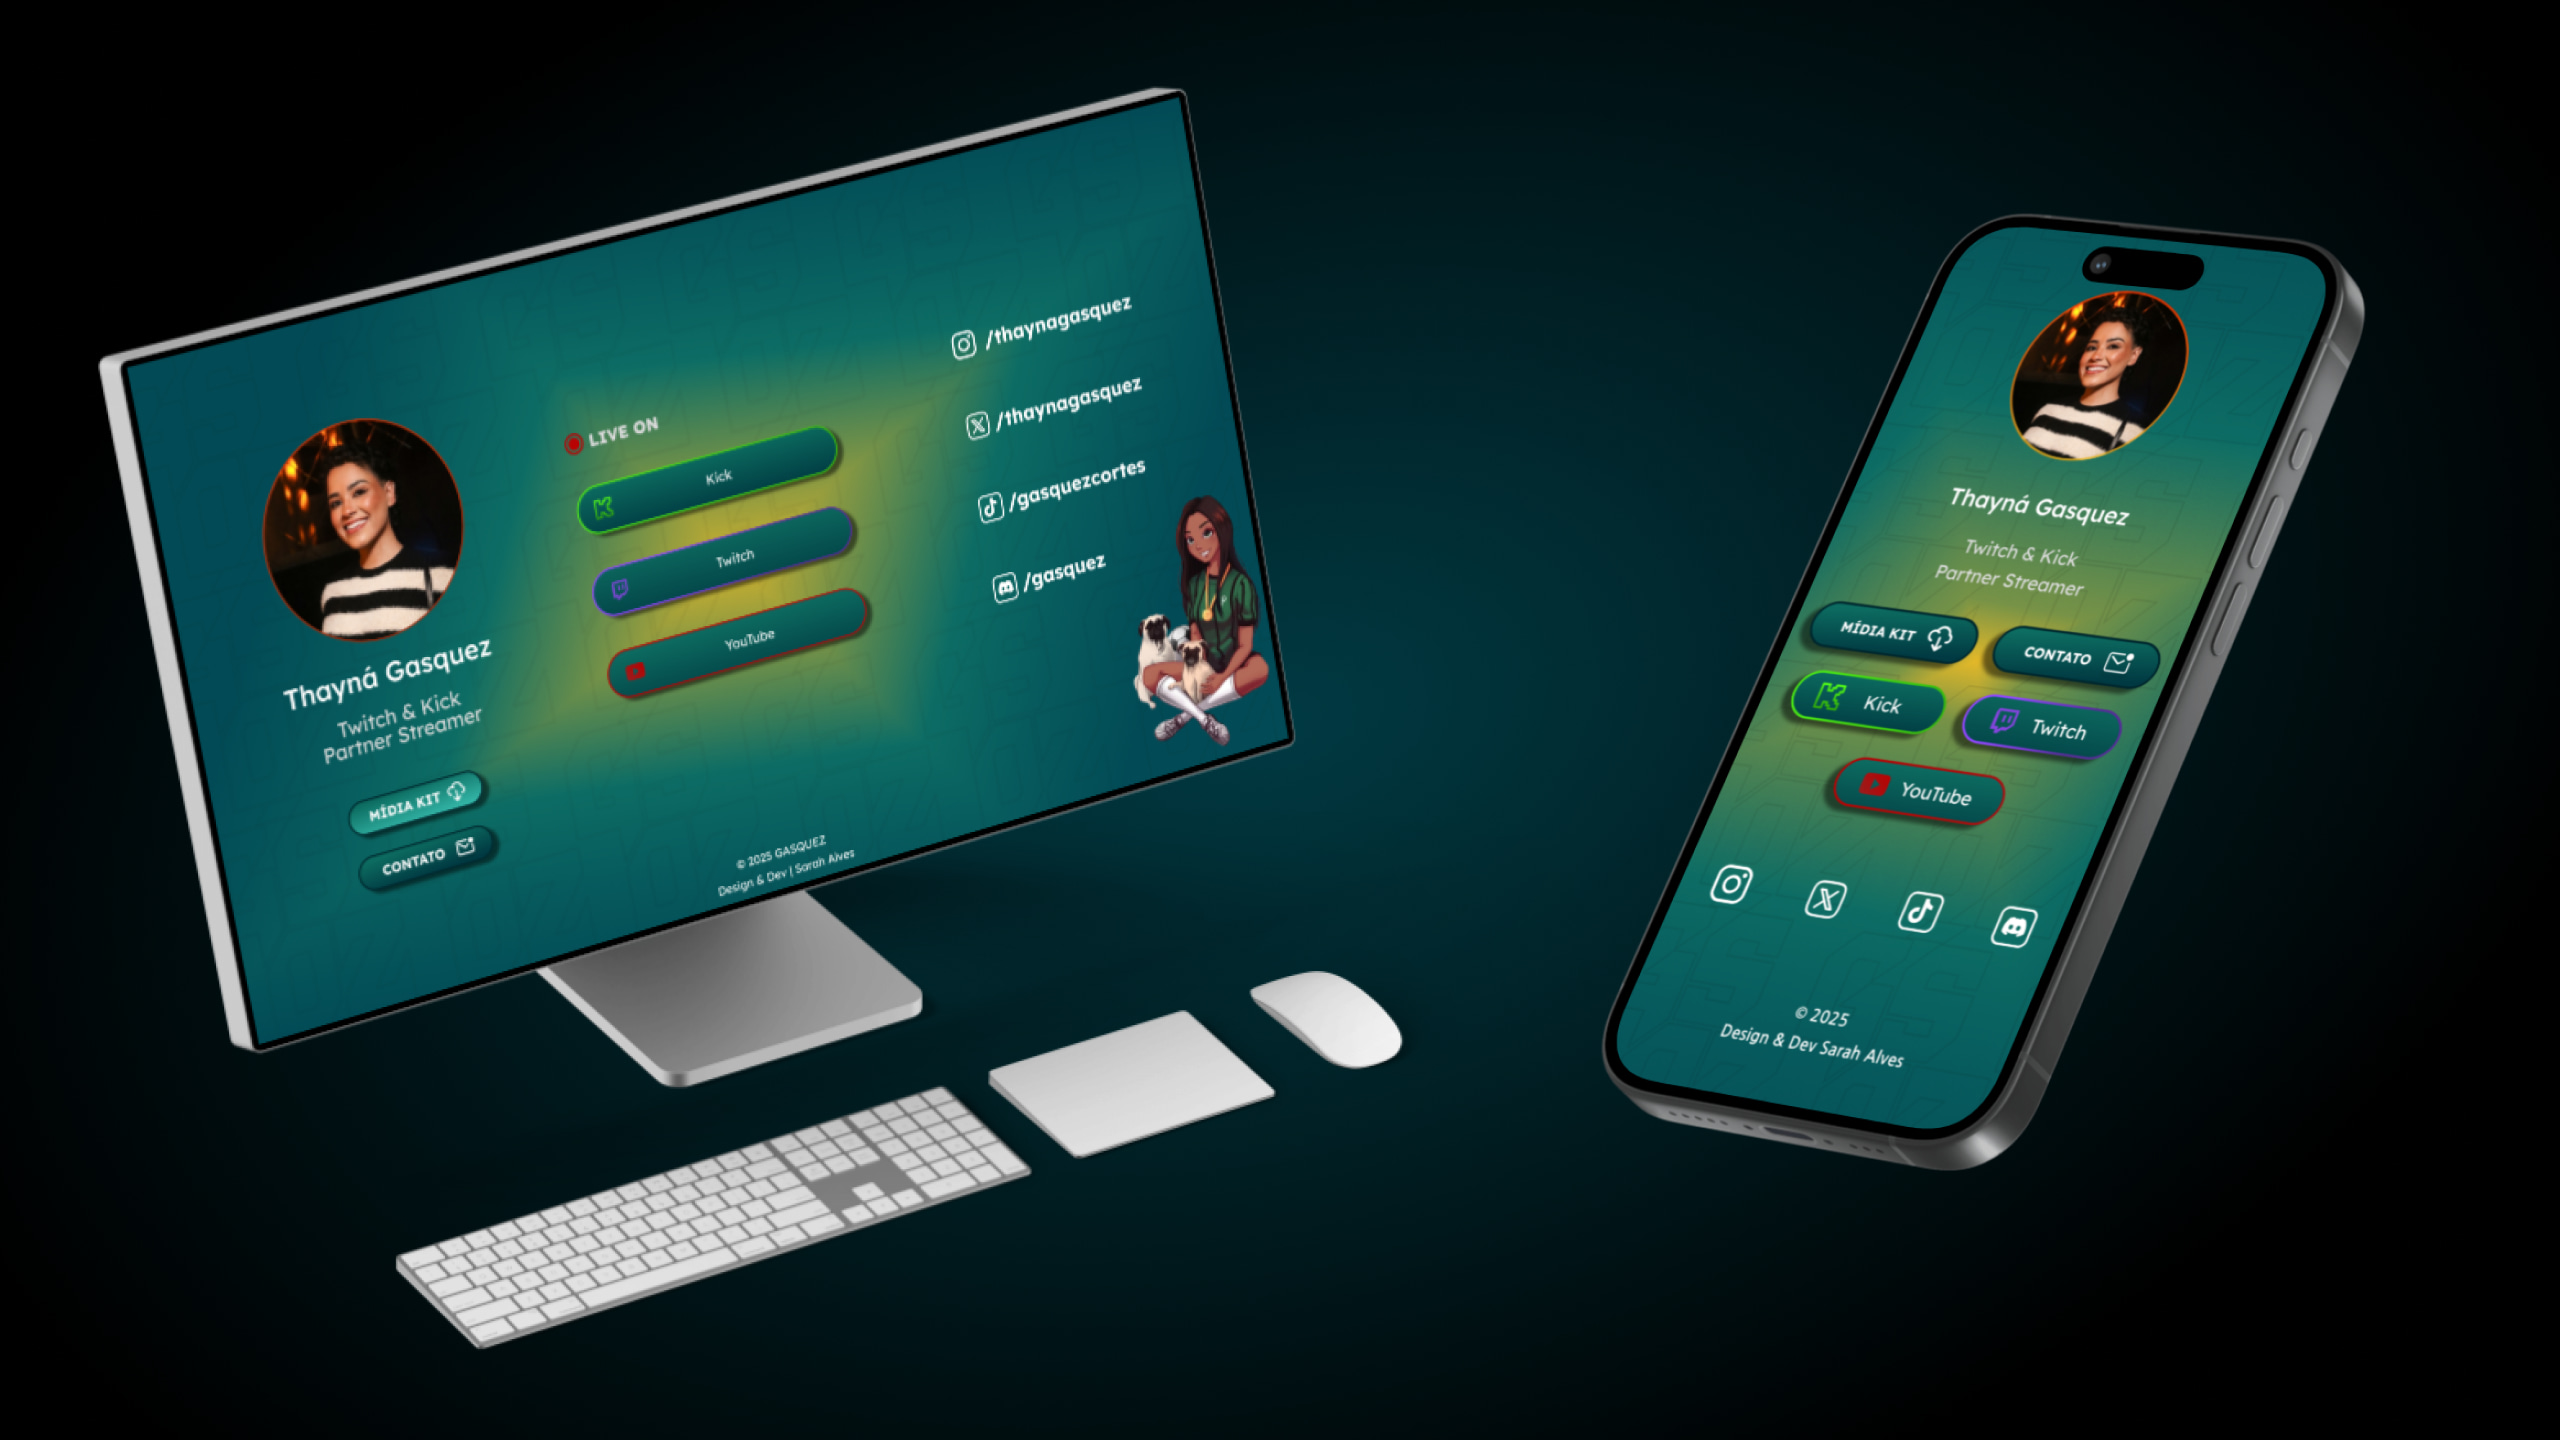 Thayná Gasquez
Twitch & Kick
Partner Streamer
MÍDIA KIT
CONTATO
LIVE ON
Kick
Twitch
YouTube
/thaynagasquez
/thaynagasquez
/gasquezcortes
/gasquez
© 2025 GASQUEZ
Design & Dev | Sarah Alves
Thayná Gasquez
Twitch & Kick
Partner Streamer
MÍDIA KIT
CONTATO
Kick
Twitch
YouTube
© 2025
Design & Dev Sarah Alves